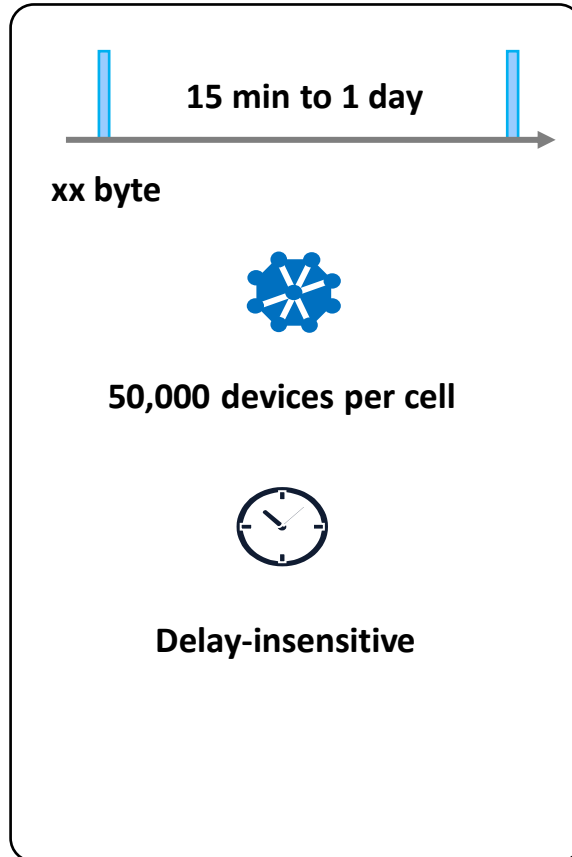 15 min to 1 day
xx byte
50,000 devices per cell
Delay-insensitive